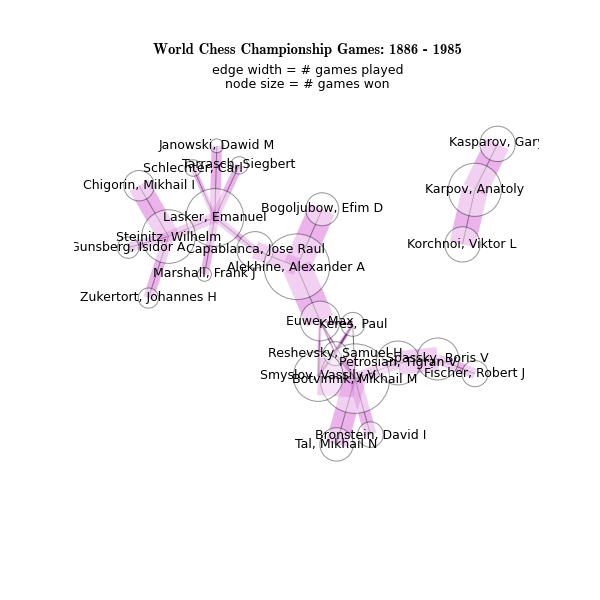 World Chess Championship Games: 1886 - 1985
edge width = # games played
node size = # games won
Janowski, Dawid M
Kasparov, Gary
Schlechter, Carl
Tarrasch, Siegbert
Chigorin, Mikhail I
Karpov, Anatoly
Bogoljubow, Efim D
Lasker, Emanuel
Steinitz, Wilhelm
Korchnoi, Viktor L
Gunsberg, Isidor A
Capablanca, Jose Raul
Alekhine, Alexander A
Marshall, Frank J
Zukertort, Johannes H
Euwe, Max
Keres, Paul
Reshevsky, Samuel H
Spassky, Boris V
Petrosian, Tigran V
Fischer, Robert J
Smyslov, Vassily V
Botvinnik, Mikhail M
Bronstein, David I
Tal, Mikhail N